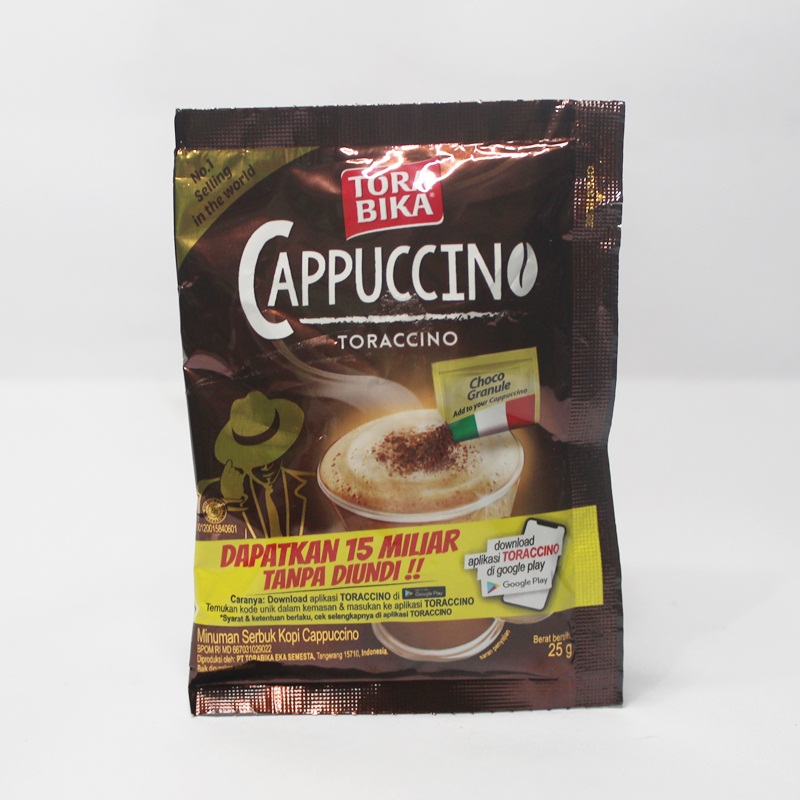 No.1
Selling
in the world
TORA
BIKA
CAPPUCCINO
TORACCINO
Choco
Granule
Add to your Cappuccino
DAPATKAN 15 MILIAR
TANPA DIUNDI !!
download
aplikasi TORACCINO
di google play
Google Play
Caranya: Download aplikasi TORACCINO di Google Play
Temukan kode unik dalam kemasan & masukan ke aplikasi TORACCINO
*Syarat & ketentuan berlaku, cek selengkapnya di aplikasi TORACCINO
Minuman Serbuk Kopi Cappuccino
BPOM RI MD 667031029022
Diproduksi oleh: PT TORABIKA EKA SEMESTA, Tangerang 15710, Indonesia.
saran penyajian
Berat bersih
25 g